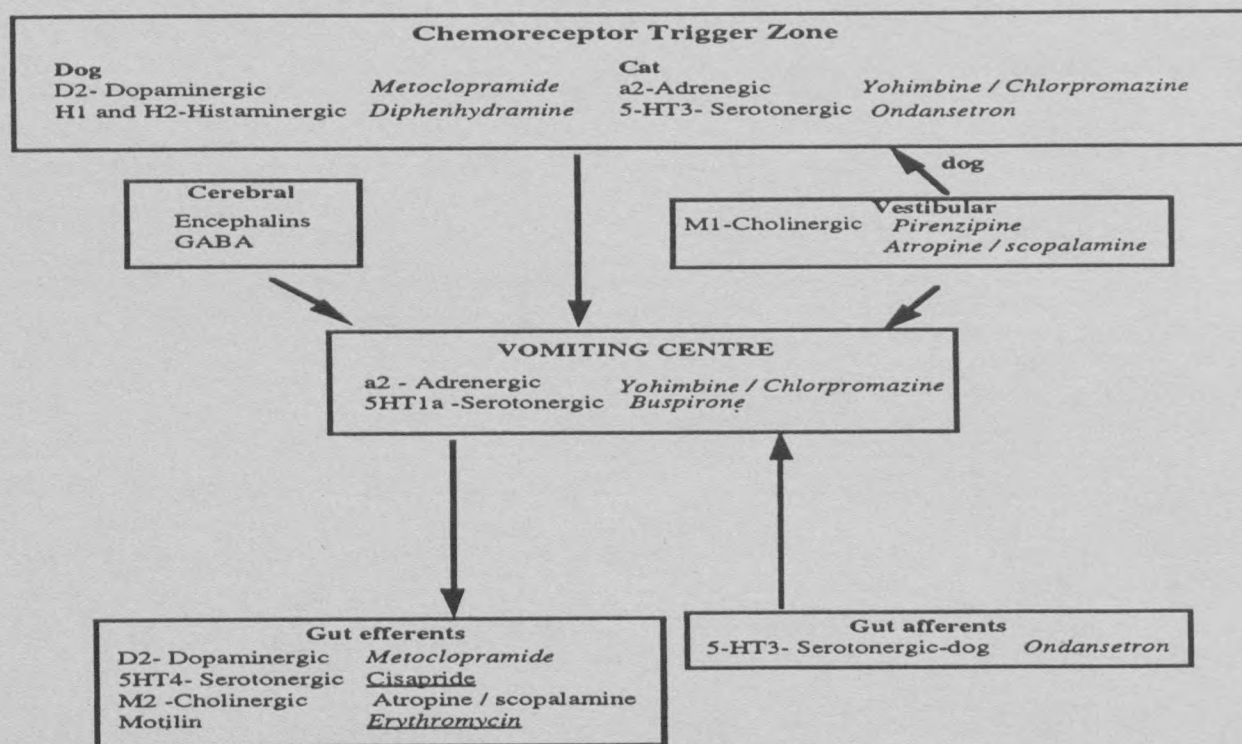 Chemoreceptor Trigger Zone
Dog Cat
D2- Dopaminergic Metoclopramide a2-Adrenegic Yohimbine / Chlorpromazine
H1 and H2-Histaminergic Diphenhydramine 5-HT3- Serotonergic Ondansetron
dog
Cerebral
Encephalins
GABA
Vestibular
M1-Cholinergic Pirenzipine
Atropine / scopalamine
VOMITING CENTRE
a2 - Adrenergic Yohimbine / Chlorpromazine
5HT1a -Serotonergic Buspirone
Gut efferents
D2- Dopaminergic Metoclopramide
5HT4- Serotonergic Cisapride
M2 -Cholinergic Atropine / scopalamine
Motilin Erythromycin
Gut afferents
5-HT3- Serotonergic-dog Ondansetron